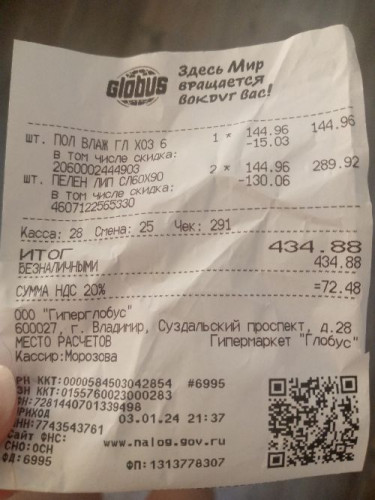 GLOBUS
Здесь Мир
вращается
вокруг вас!
шт. ПОЛ ВЛАЖ ГЛ ХОЗ 6 1 * 144.96 144.96
в том числе скидка: -15.03
2060002444903
шт. ПЕЛЕН ЛИП СЛ60Х90 2 * 144.96 289.92
в том числе скидка: -130.06
4607122565330
Касса: 28 Смена: 25 Чек: 291
ИТОГ 434.88
БЕЗНАЛИЧНЫМИ 434.88
СУММА НДС 20% =72.48
ООО "Гиперглобус"
600027, г. Владимир, Суздальский проспект, д.28
МЕСТО РАСЧЕТОВ Гипермаркет "Глобус"
Кассир:Морозова
РН ККТ:0000584503042854 #6995
ЗН ККТ:0155760023000283
ФН:7281440701339498
ПРИХОД 03.01.24 21:37
ИНН:7743543761
Сайт ФНС: www.nalog.gov.ru
СНО:ОСН
ФД:6995 ФП:1313778307